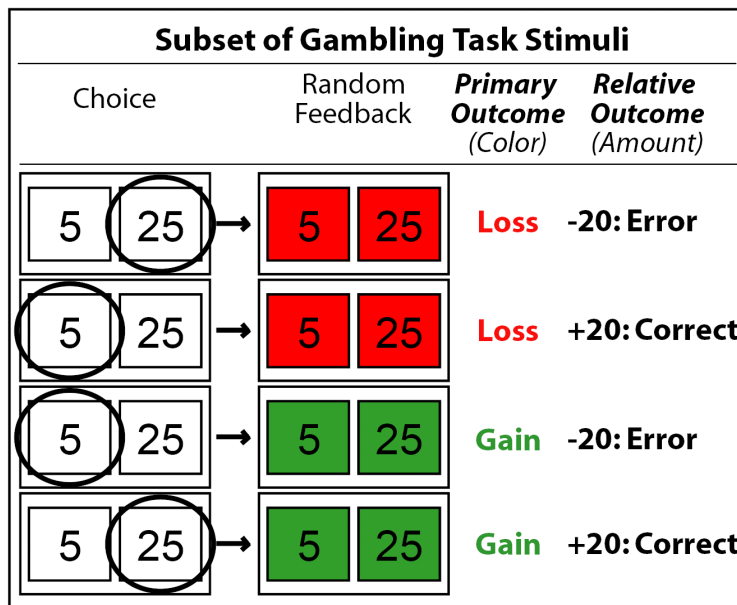 Subset of Gambling Task Stimuli
Choice Random Feedback Primary Outcome (Color) Relative Outcome (Amount)
5 25 → 5 25 Loss -20: Error
5 25 → 5 25 Loss +20: Correct
5 25 → 5 25 Gain -20: Error
5 25 → 5 25 Gain +20: Correct